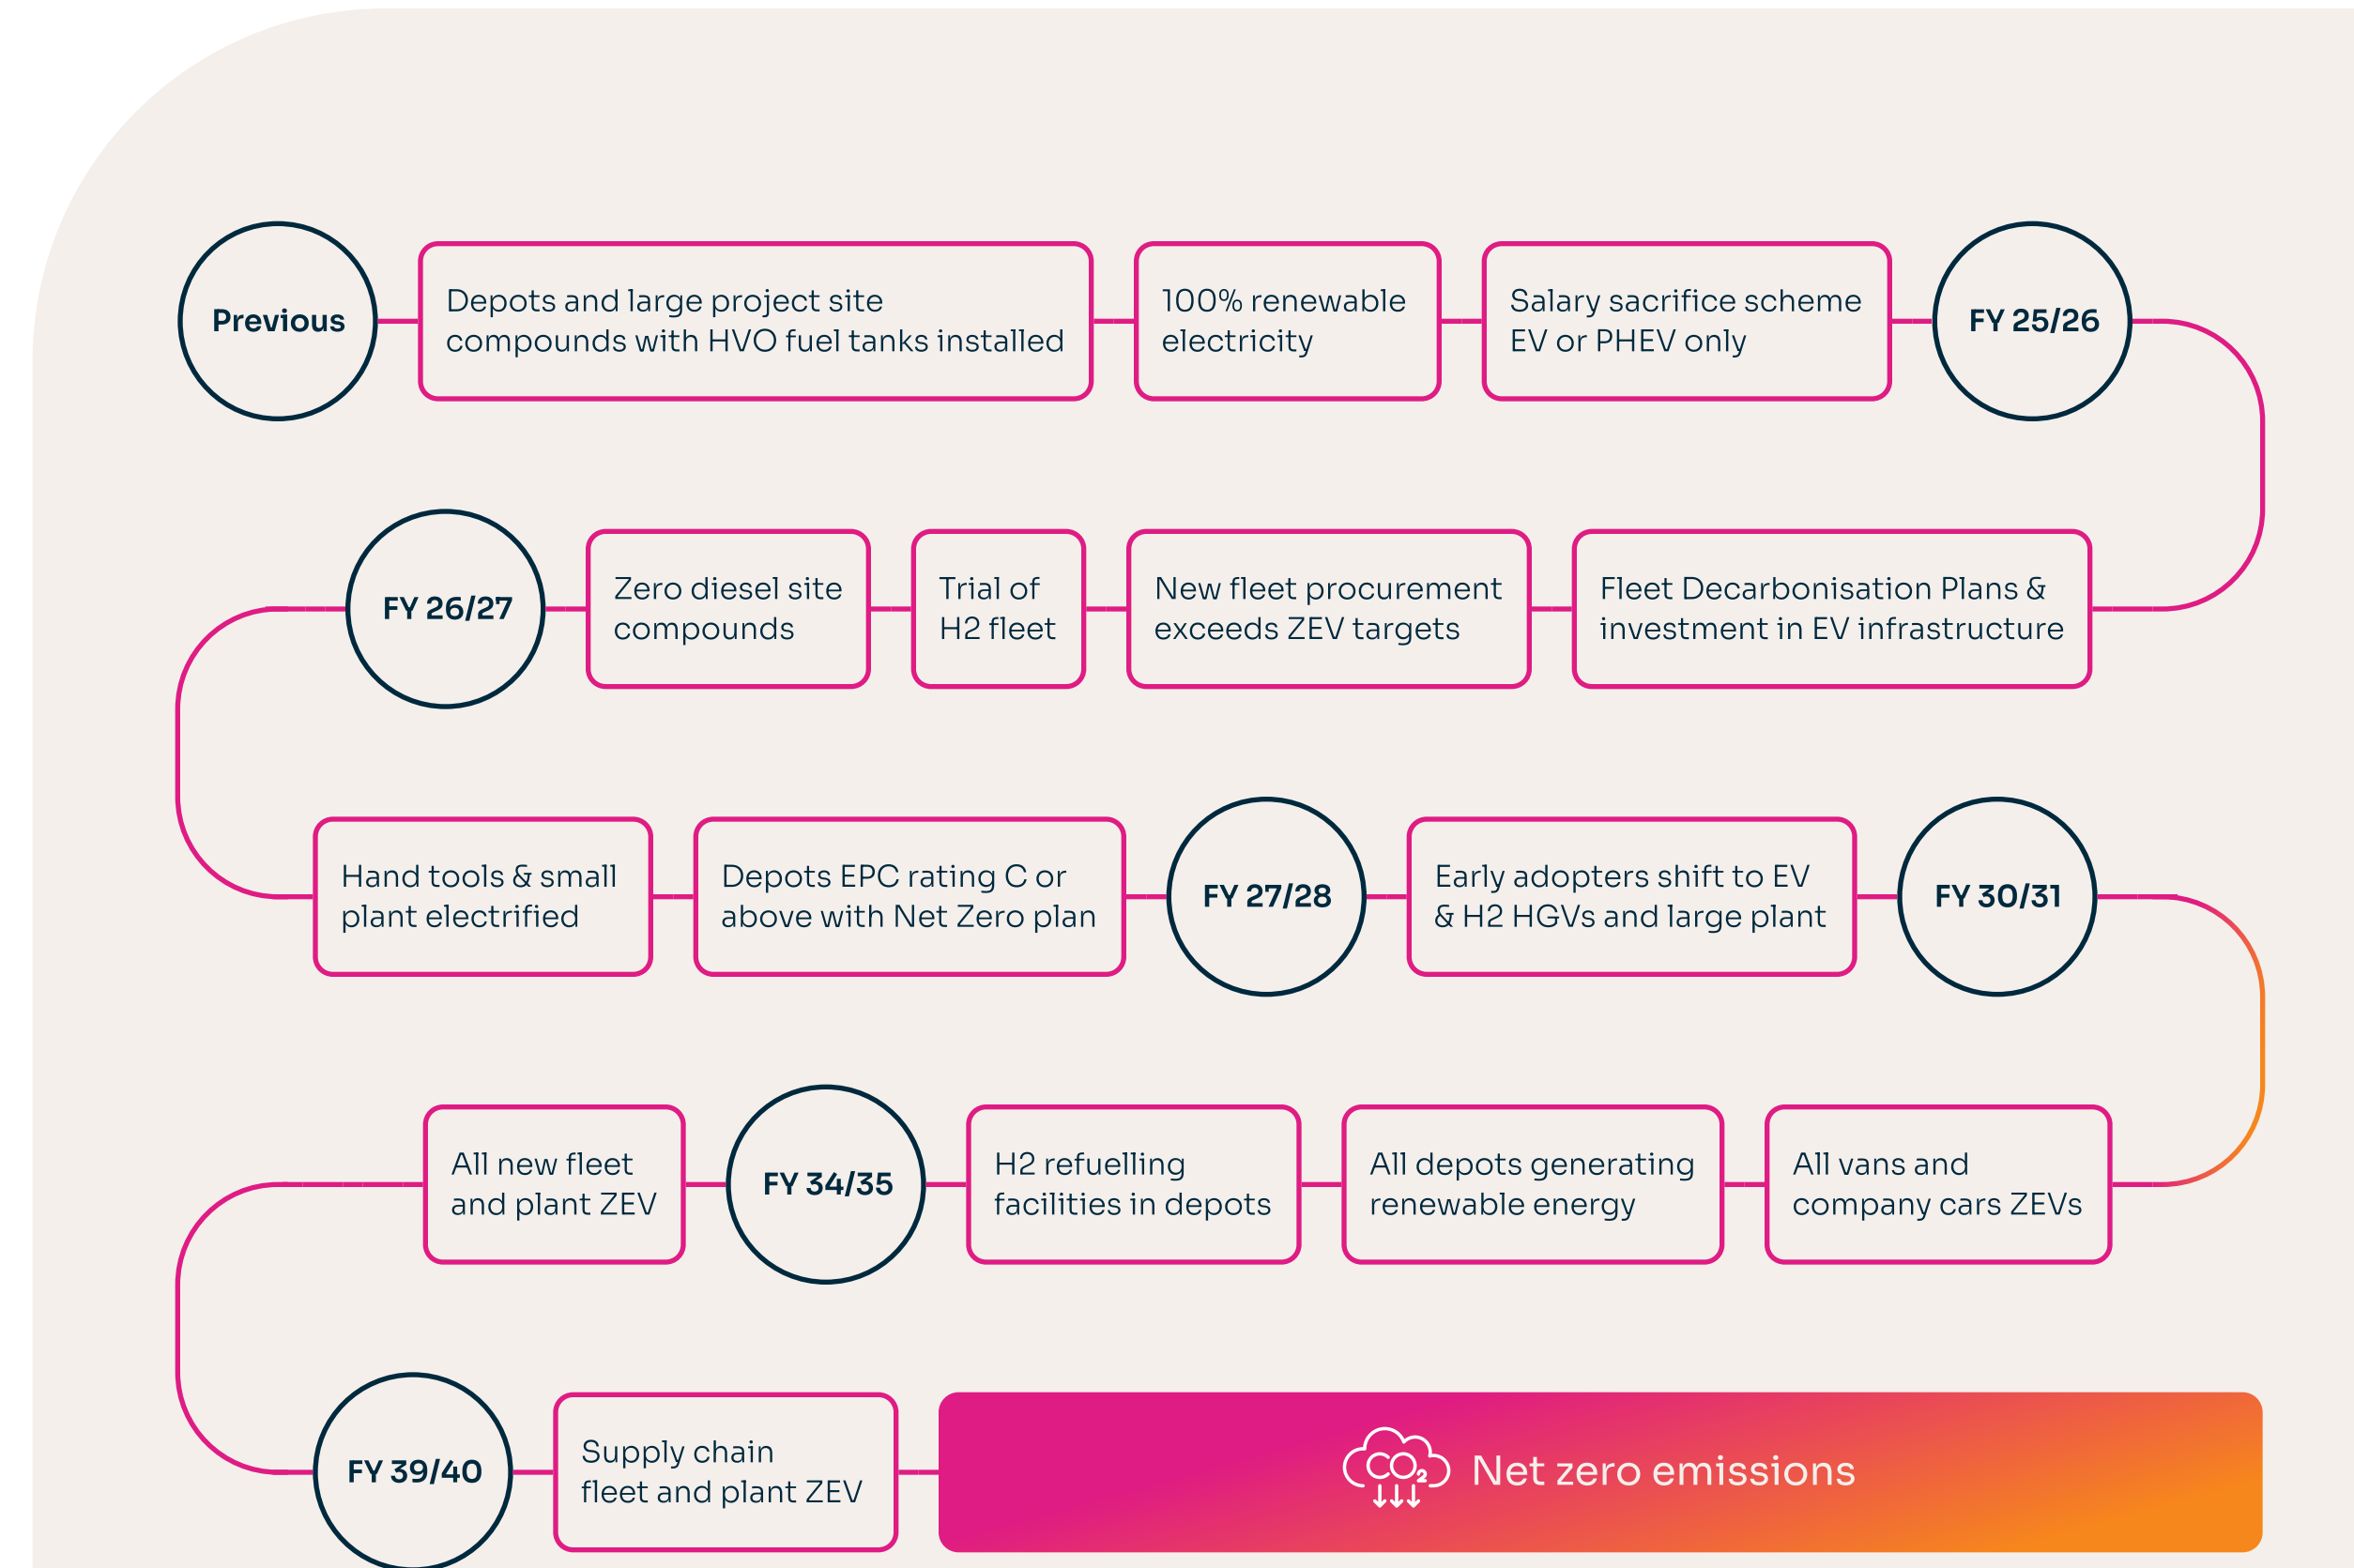 Previous
Depots and large project site
compounds with HVO fuel tanks installed
100% renewable
electricity
Salary sacrifice scheme
EV or PHEV only
FY 25/26
Fleet Decarbonisation Plans &
investment in EV infrastructure
New fleet procurement
exceeds ZEV targets
Trial of
H2 fleet
Zero diesel site
compounds
FY 26/27
Hand tools & small
plant electrified
Depots EPC rating C or
above with Net Zero plan
FY 27/28
Early adopters shift to EV
& H2 HGVs and large plant
FY 30/31
All vans and
company cars ZEVs
All depots generating
renewable energy
H2 refuelling
facilities in depots
FY 34/35
All new fleet
and plant ZEV
FY 39/40
Supply chain
fleet and plant ZEV
CO2
Net zero emissions